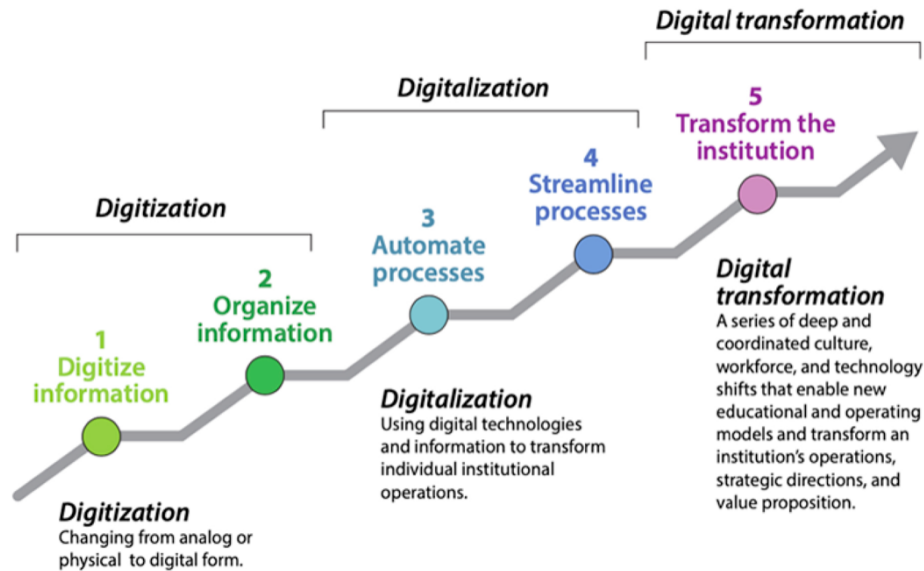 Digital transformation
Digitalization
Digitization
5
Transform the
institution
4
Streamline
processes
3
Automate
processes
2
Organize
information
1
Digitize
information
Digitization
Changing from analog or
physical to digital form.
Digitalization
Using digital technologies
and information to transform
individual institutional
operations.
Digital
transformation
A series of deep and
coordinated culture,
workforce, and technology
shifts that enable new
educational and operating
models and transform an
institution's operations,
strategic directions, and
value proposition.